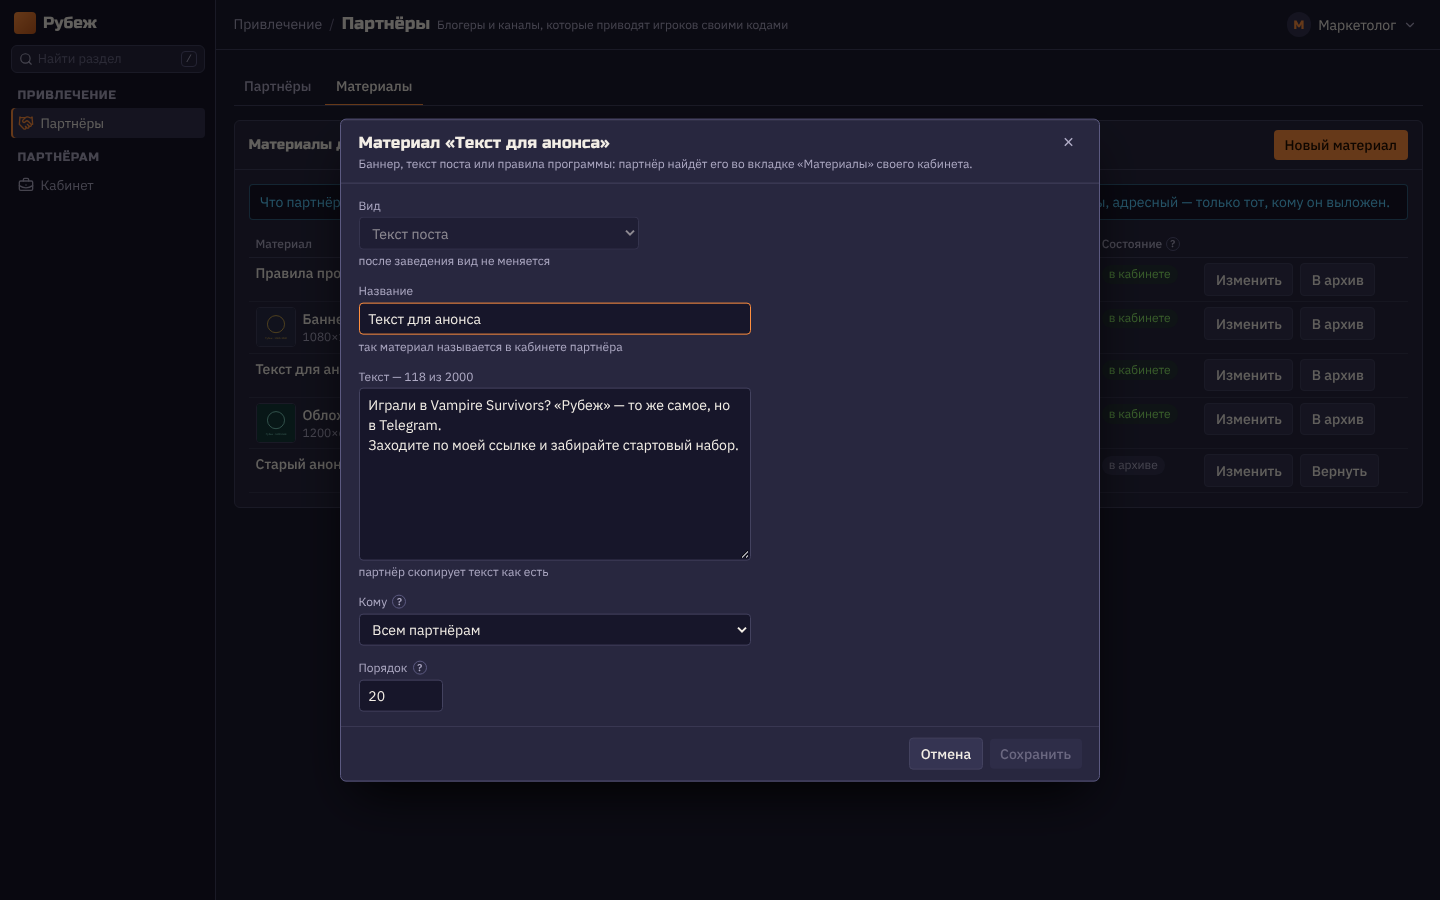 Рубеж
Привлечение / Партнёры Блогеры и каналы, которые приводят игроков своими кодами
М Маркетолог
Найти раздел /
ПРИВЛЕЧЕНИЕ
Партнёры
ПАРТНЁРАМ
Кабинет
Партнёры Материалы
Материалы
Новый материал
Что партнёр
адресный — только тот, кому он выложен.
Материал
Состояние ?
Правила
в кабинете
Изменить В архив
1080×
в кабинете
Изменить В архив
Текст для
в кабинете
Изменить В архив
1200×
в кабинете
Изменить В архив
Старый
в архиве
Изменить Вернуть
Материал «Текст для анонса» ×
Баннер, текст поста или правила программы: партнёр найдёт его во вкладке «Материалы» своего кабинета.
Вид
Текст поста
после заведения вид не меняется
Название
Текст для анонса
так материал называется в кабинете партнёра
Текст — 118 из 2000
Играли в Vampire Survivors? «Рубеж» — то же самое, но
в Telegram.
Заходите по моей ссылке и забирайте стартовый набор.
партнёр скопирует текст как есть
Кому ?
Всем партнёрам
Порядок ?
20
Отмена Сохранить